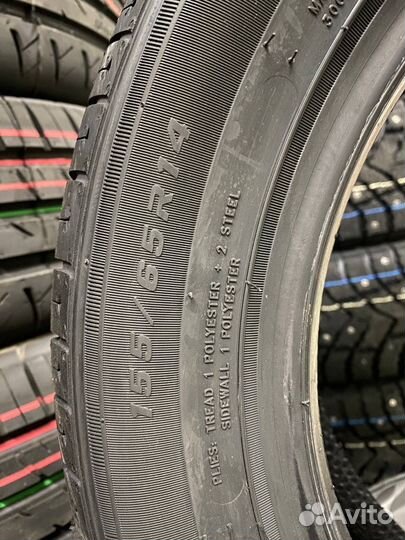 155/65R14
PLIES: TREAD 1 POLYESTER + 2 STEEL
SIDEWALL 1 POLYESTER
Avito